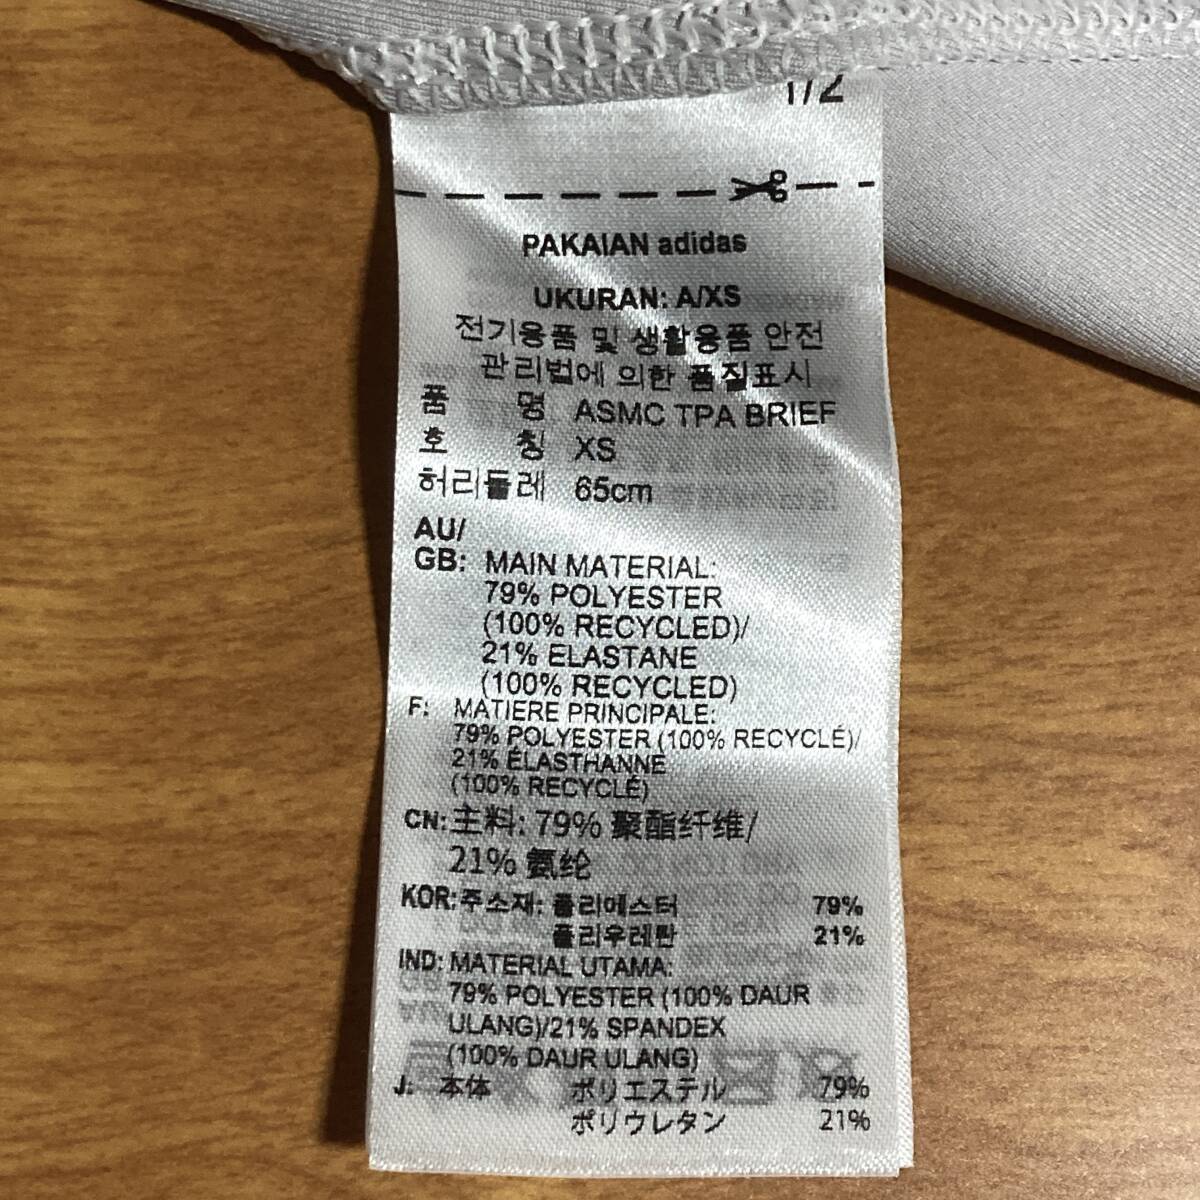 1/2
PAKAIAN adidas
UKURAN: A/XS
전기용품 및 생활용품 안전
관리법에 의한 품질표시
품 명 ASMC TPA BRIEF
호 칭 XS
허리둘레 65cm
AU/
GB: MAIN MATERIAL:
79% POLYESTER
(100% RECYCLED)/
21% ELASTANE
(100% RECYCLED)
F: MATIERE PRINCIPALE:
79% POLYESTER (100% RECYCLÉ)/
21% ÉLASTHANNE
(100% RECYCLÉ)
CN: 主料: 79% 聚酯纤维/
21% 氨纶
KOR: 주소재: 폴리에스터 79%
폴리우레탄 21%
IND: MATERIAL UTAMA:
79% POLYESTER (100% DAUR
ULANG)/21% SPANDEX
(100% DAUR ULANG)
J: 本体 ポリエステル 79%
ポリウレタン 21%